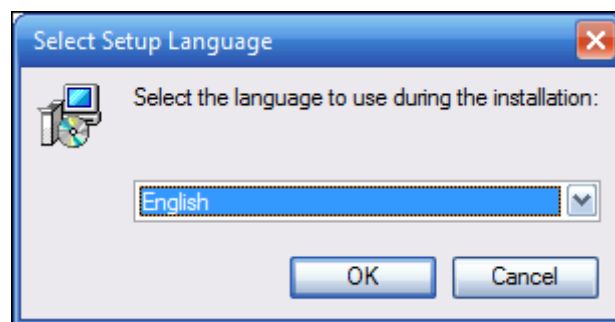 Select Setup Language
Select the language to use during the installation:
English
OK
Cancel